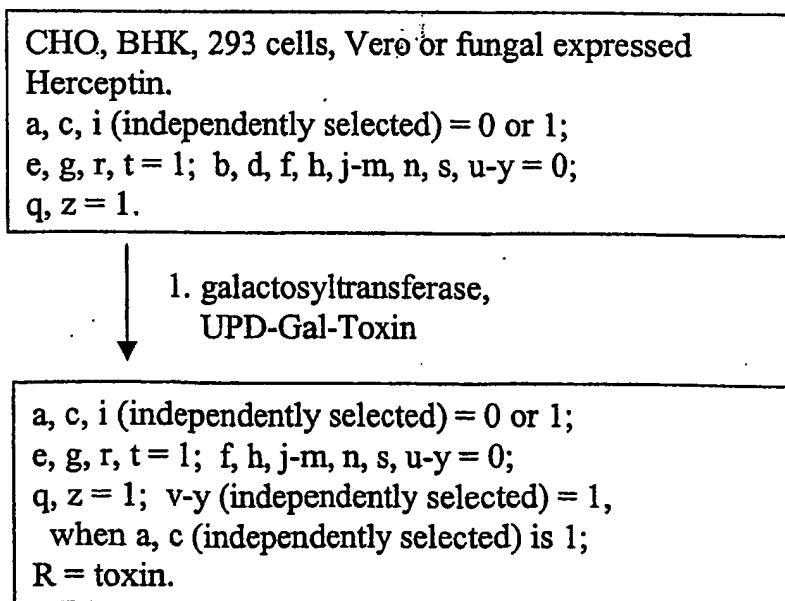 CHO, BHK, 293 cells, Vero or fungal expressed
Herceptin.
a, c, i (independently selected) = 0 or 1;
e, g, r, t = 1; b, d, f, h, j-m, n, s, u-y = 0;
q, z = 1.
1. galactosyltransferase,
UPD-Gal-Toxin
a, c, i (independently selected) = 0 or 1;
e, g, r, t = 1; f, h, j-m, n, s, u-y = 0;
q, z = 1; v-y (independently selected) = 1,
when a, c (independently selected) is 1;
R = toxin.